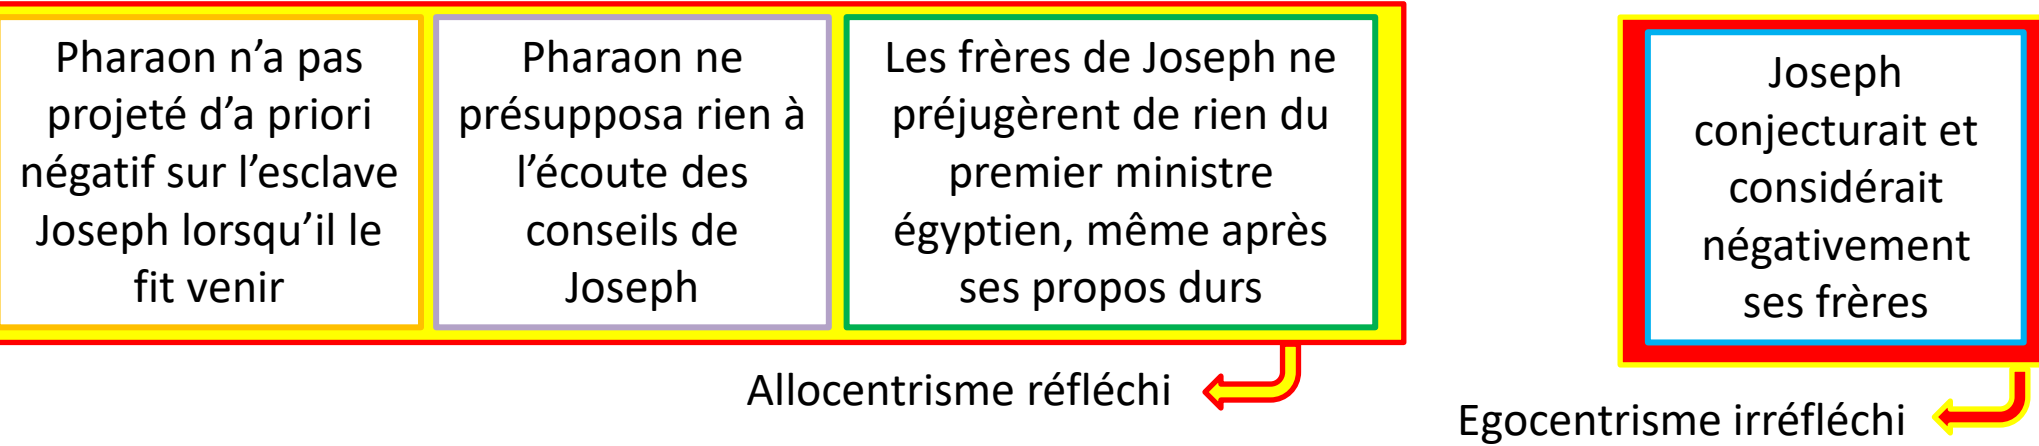 Pharaon n’a pas
projeté d’a priori
négatif sur l’esclave
Joseph lorsqu’il le
fit venir
Pharaon ne
présupposa rien à
l’écoute des
conseils de
Joseph
Les frères de Joseph ne
préjugèrent de rien du
premier ministre
égyptien, même après
ses propos durs
Allocentrisme réfléchi
Joseph
conjecturait et
considérait
négativement
ses frères
Egocentrisme irréfléchi